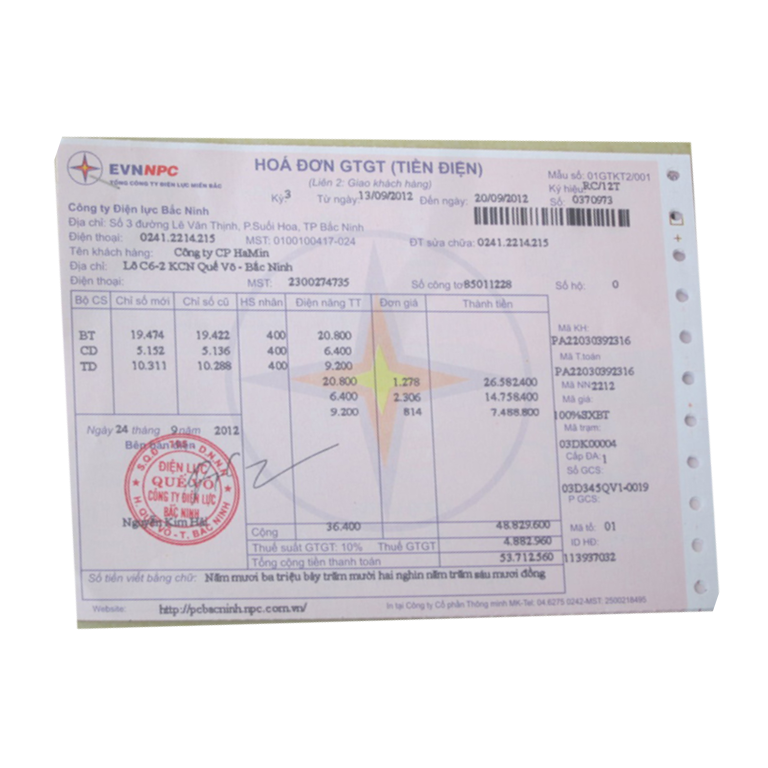 EVNNPC
TỔNG CÔNG TY ĐIỆN LỰC MIỀN BẮC
HOÁ ĐƠN GTGT (TIỀN ĐIỆN)
(Liên 2: Giao khách hàng)
Kỳ 3 Từ ngày 13/09/2012 Đến ngày: 20/09/2012
Mẫu số: 01GTKT2/001
Ký hiệu RC/12T
Số: 0370973
Công ty Điện lực Bắc Ninh
Địa chỉ: Số 3 đường Lê Văn Thịnh, P.Suối Hoa, TP Bắc Ninh
Điện thoại: 0241.2214.215 MST: 0100100417-024 ĐT sửa chữa: 0241.2214.215
Tên khách hàng: Công ty CP HaMin
Địa chỉ: Lô C6-2 KCN Quế Võ - Bắc Ninh
Điện thoại: MST: 2300274735 Số công tơ 85011228 Số hộ: 0
Bộ CS Chỉ số mới Chỉ số cũ HS nhân Điện năng TT Đơn giá Thành tiền
BT 19.474 19.422 400 20.800
CD 5.152 5.136 400 6.400
TD 10.311 10.288 400 9.200
20.800 1.278 26.582.400
6.400 2.306 14.758.400
9.200 814 7.488.800
Mã KH:
PA22030392316
Mã T.toán
PA22030392316
Mã NN 2212
Mã giá:
100%SXBT
Mã trạm:
03DK00004
Cấp ĐA: 1
Số GCS:
03D345QV1-0019
P GCS:
Mã tổ: 01
ID HĐ:
113937032
Ngày 24 tháng 9 năm 2012
Bên bán điện
ĐIỆN LỰC
QUẾ VÕ
CÔNG TY ĐIỆN LỰC
BẮC NINH
H QUẾ VÕ - T. BẮC NINH
Nguyễn Kim Hải
Cộng 36.400 48.829.600
Thuế suất GTGT: 10% Thuế GTGT 4.882.960
Tổng cộng tiền thanh toán 53.712.560
Số tiền viết bằng chữ: Năm mươi ba triệu bảy trăm mười hai nghìn năm trăm sáu mươi đồng
Website: http://pcbacninh.npc.com.vn/
In tại Công ty Cổ phần Thông minh MK-Tel: 04.6275 0242-MST: 2500218495